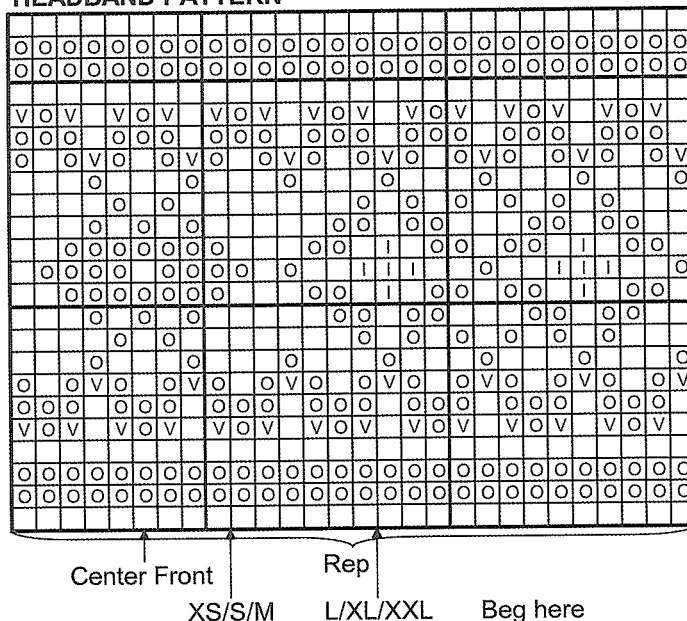 HEADBAND PATTERN
Center Front
Rep
XS/S/M
L/XL/XXL
Beg here